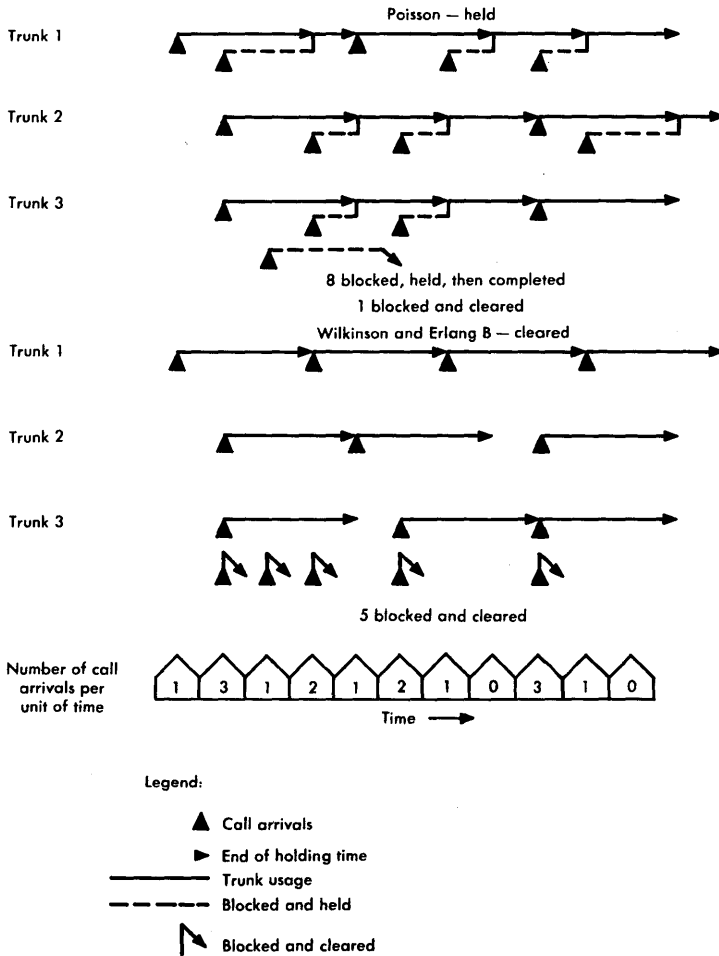 Poisson — held
Trunk 1
Trunk 2
Trunk 3
8 blocked, held, then completed
1 blocked and cleared
Wilkinson and Erlang B — cleared
Trunk 1
Trunk 2
Trunk 3
5 blocked and cleared
Number of call
arrivals per
unit of time
1 3 1 2 1 2 1 0 3 1 0
Time
Legend:
Call arrivals
End of holding time
Trunk usage
Blocked and held
Blocked and cleared